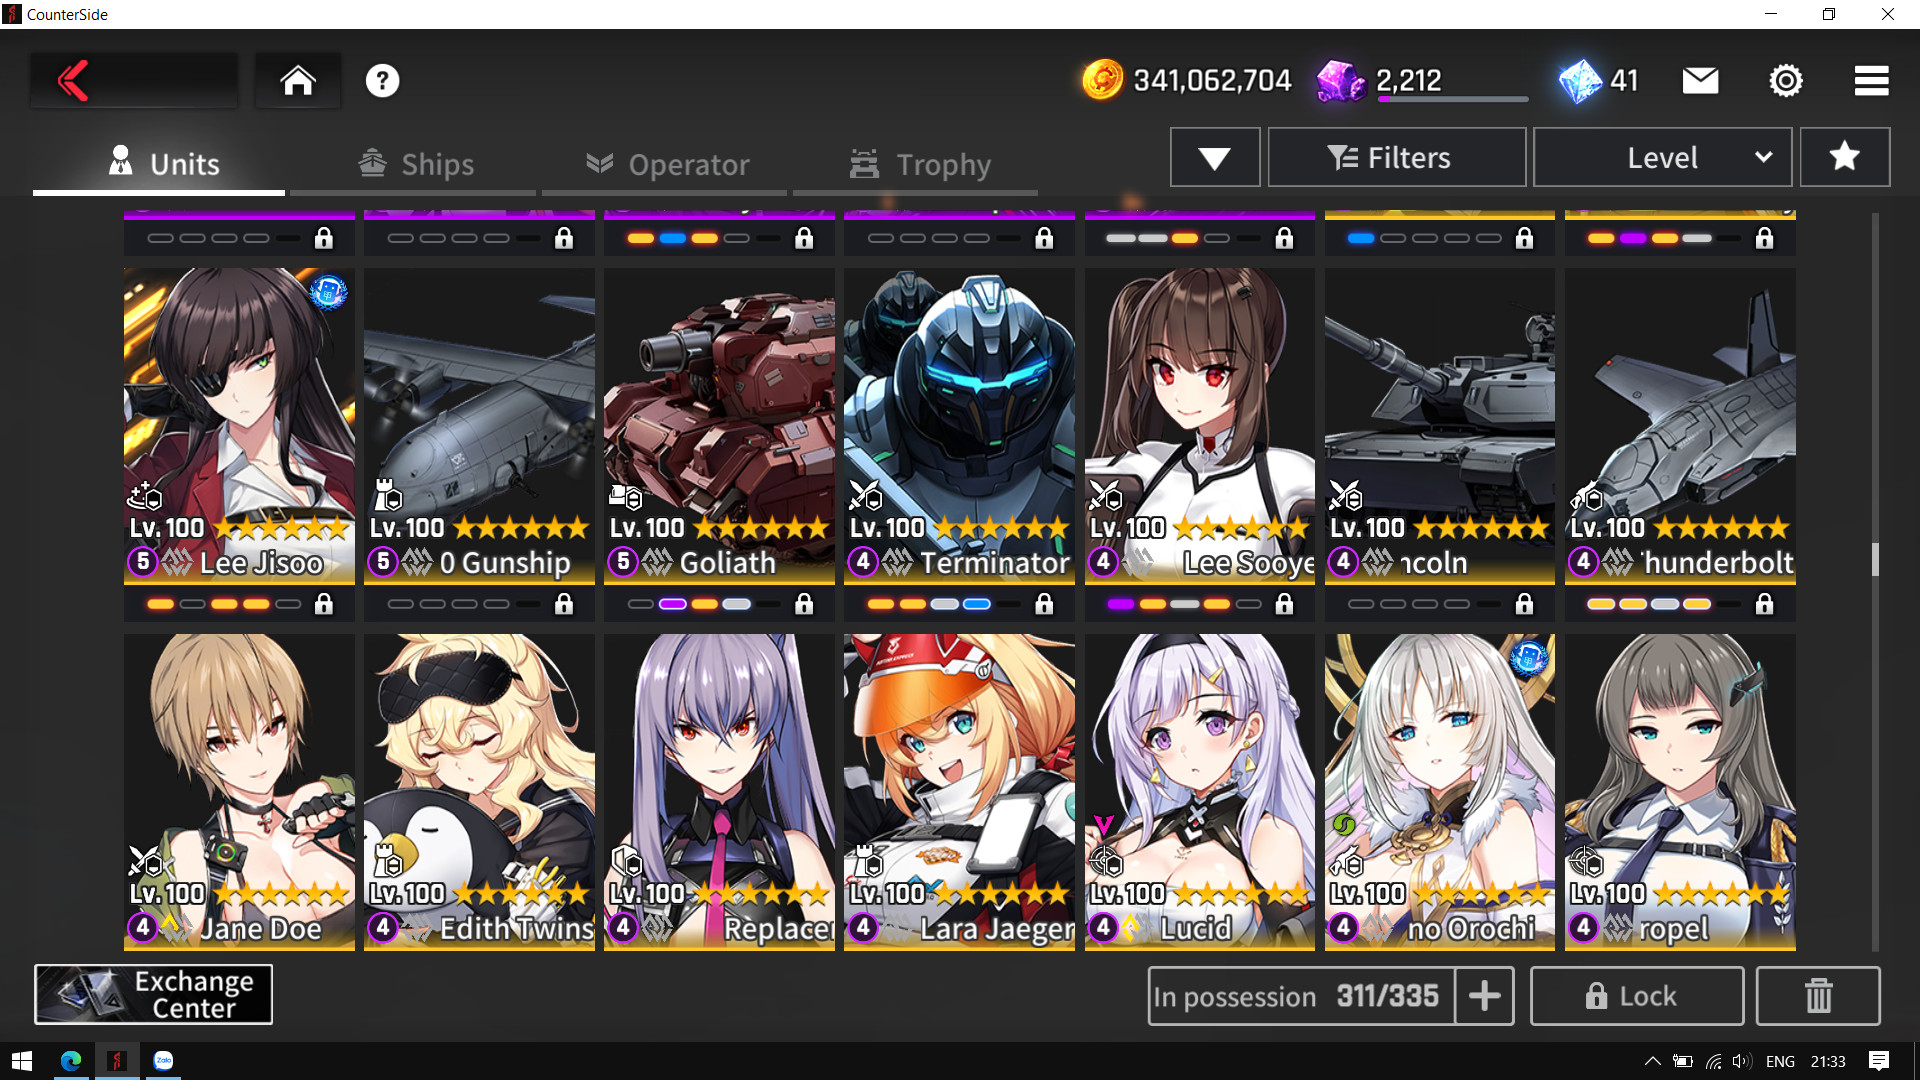 CounterSide
?
341,062,704
2,212
41
Units
Ships
Operator
Trophy
Filters
Level
Lv. 100
5
Lee Jisoo
Lv. 100
5
0 Gunship
Lv. 100
5
Goliath
Lv. 100
4
Terminator
Lv. 100
4
Lee Sooye
Lv. 100
4
ncoln
Lv. 100
4
Thunderbolt
Lv. 100
4
Jane Doe
Lv. 100
4
Edith Twins
Lv. 100
4
Replacer
Lv. 100
4
Lara Jaeger
Lv. 100
4
Lucid
Lv. 100
4
no Orochi
Lv. 100
4
ropel
Exchange
Center
In possession 311/335
+
Lock
Zalo
ENG
21:33